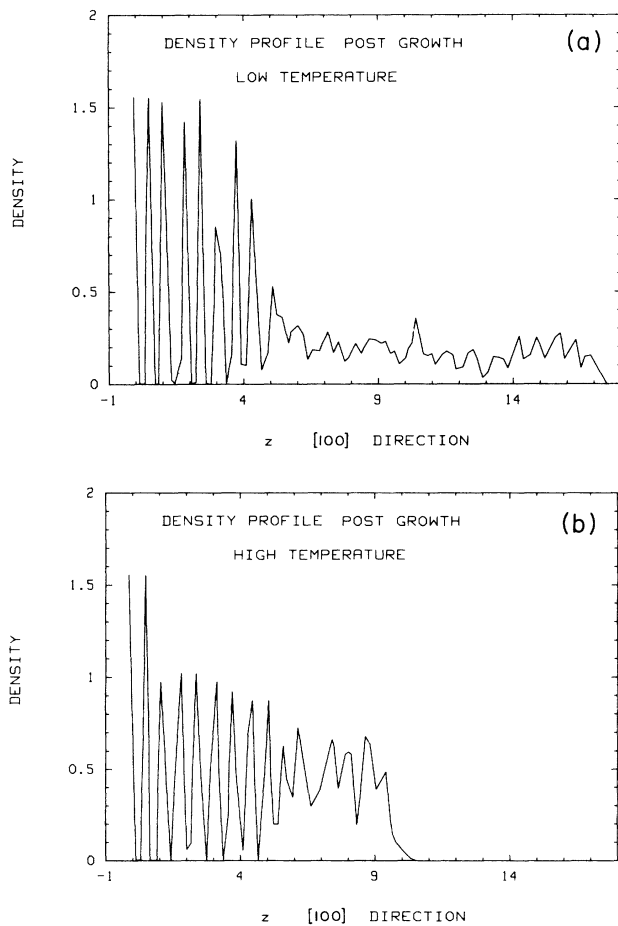 2
(a)
DENSITY PROFILE POST GROWTH
LOW TEMPERATURE
1.5
DENSITY
1
0.5
0
-1
4
9
14
z [100] DIRECTION
2
(b)
DENSITY PROFILE POST GROWTH
HIGH TEMPERATURE
1.5
DENSITY
1
0.5
0
-1
4
9
14
z [100] DIRECTION